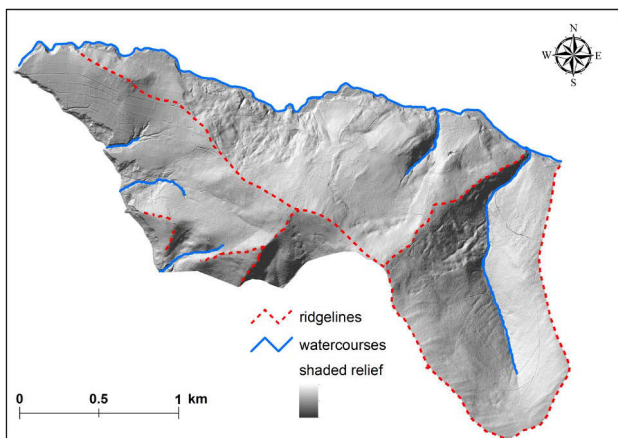 N
W E
S
ridgelines
watercourses
shaded relief
0 0.5 1 km